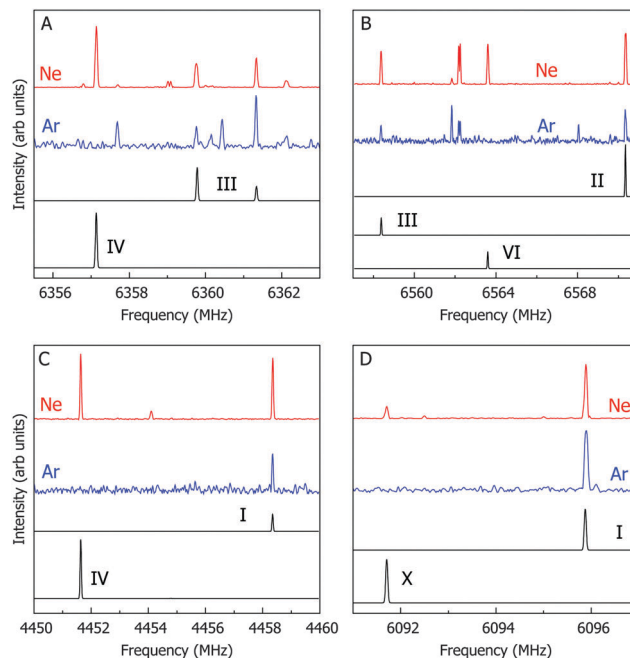 A
B
Ne
Ne
Ar
Ar
Intensity (arb units)
III
II
IV
III
VI
6356
6358
6360
6362
6560
6564
6568
Frequency (MHz)
Frequency (MHz)
C
D
Ne
Ne
Ar
Ar
Intensity (arb units)
I
I
IV
X
4450
4452
4454
4456
4458
4460
6092
6094
6096
Frequency (MHz)
Frequency (MHz)